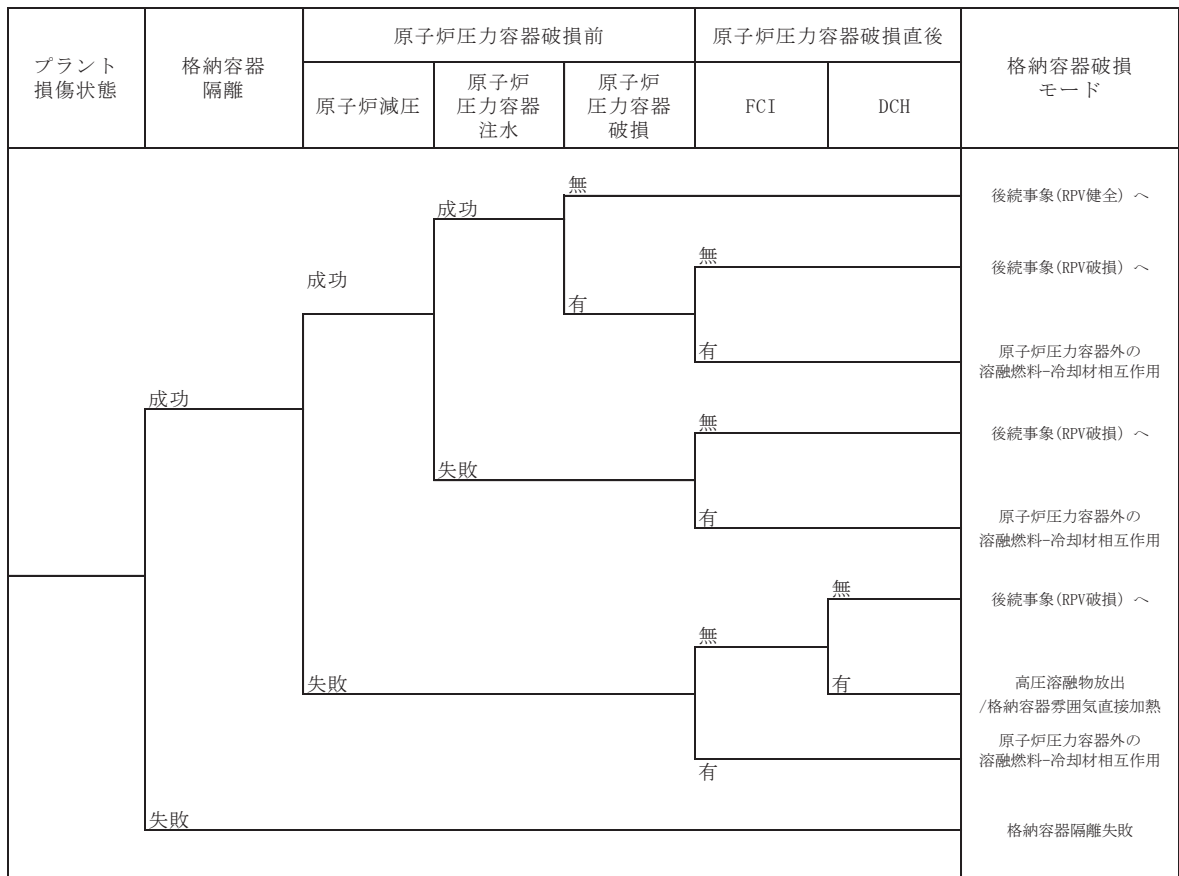 プラント
損傷状態
格納容器
隔離
原子炉圧力容器破損前
原子炉圧力容器破損直後
格納容器破損
モード
原子炉減圧
原子炉
圧力容器
注水
原子炉
圧力容器
破損
FCI
DCH
無
後続事象(RPV健全)へ
成功
無
後続事象(RPV破損)へ
成功
有
有
原子炉圧力容器外の
溶融燃料-冷却材相互作用
成功
無
後続事象(RPV破損)へ
失敗
有
原子炉圧力容器外の
溶融燃料-冷却材相互作用
無
後続事象(RPV破損)へ
無
失敗
有
高圧溶融物放出
/格納容器雰囲気直接加熱
原子炉圧力容器外の
溶融燃料-冷却材相互作用
有
失敗
格納容器隔離失敗